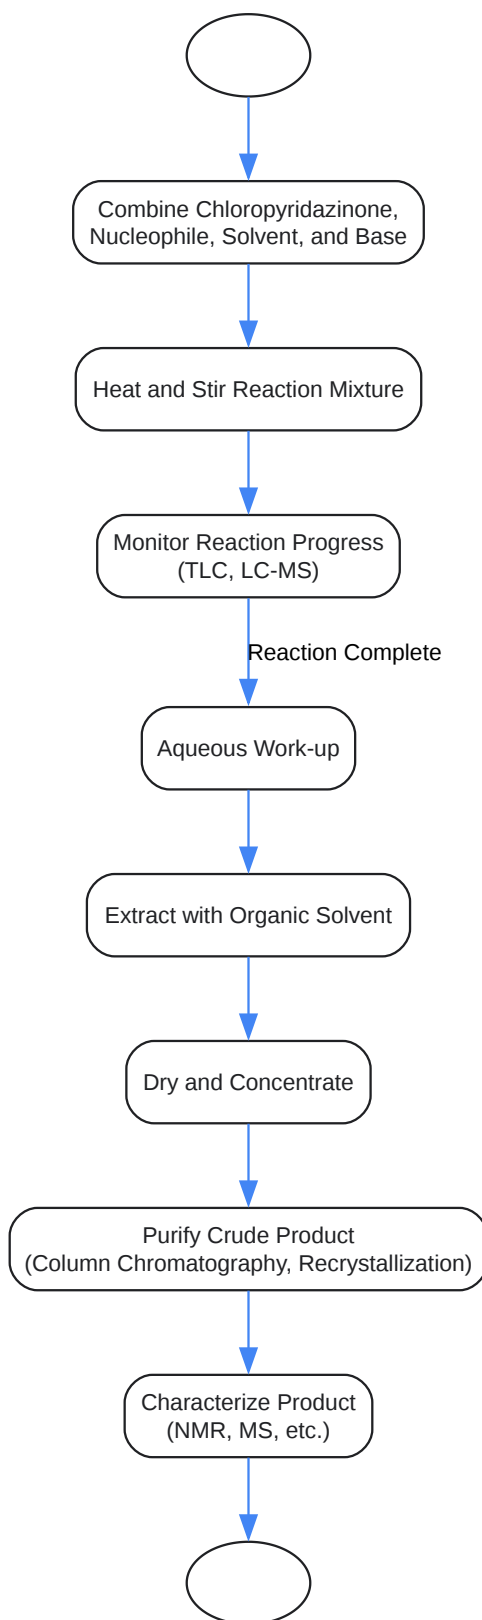 Combine Chloropyridazinone,
Nucleophile, Solvent, and Base
Heat and Stir Reaction Mixture
Monitor Reaction Progress
(TLC, LC-MS)
Reaction Complete
Aqueous Work-up
Extract with Organic Solvent
Dry and Concentrate
Purify Crude Product
(Column Chromatography, Recrystallization)
Characterize Product
(NMR, MS, etc.)